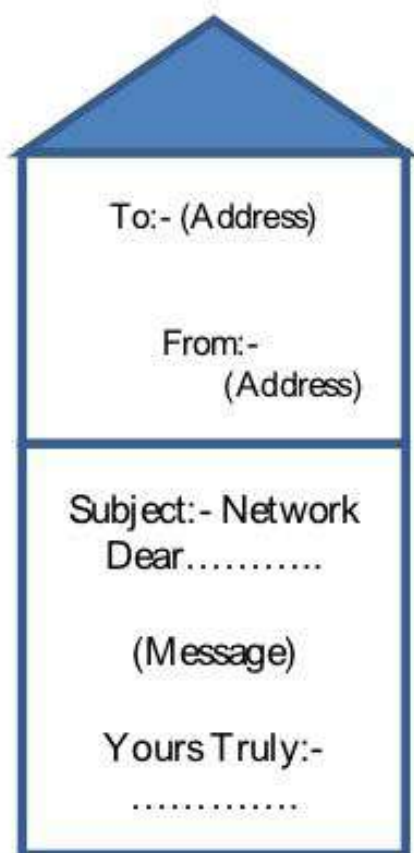 To:- (Address)
From:-
(Address)
Subject:- Network
Dear...........
(Message)
Yours Truly:-
.............